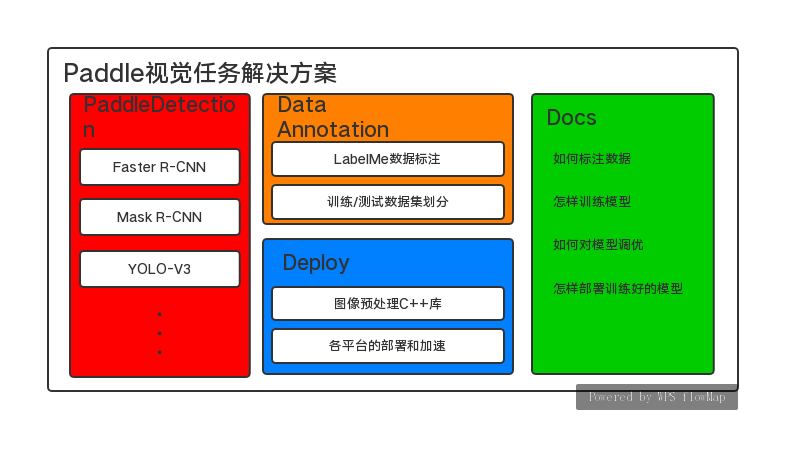 Paddle视觉任务解决方案
PaddleDetectio
n
Faster R-CNN
Mask R-CNN
YOLO-V3
Data
Annotation
LabelMe数据标注
训练/测试数据集划分
Deploy
图像预处理C++库
各平台的部署和加速
Docs
如何标注数据
怎样训练模型
如何对模型调优
怎样部署训练好的模型
Powered by WPS flowMap